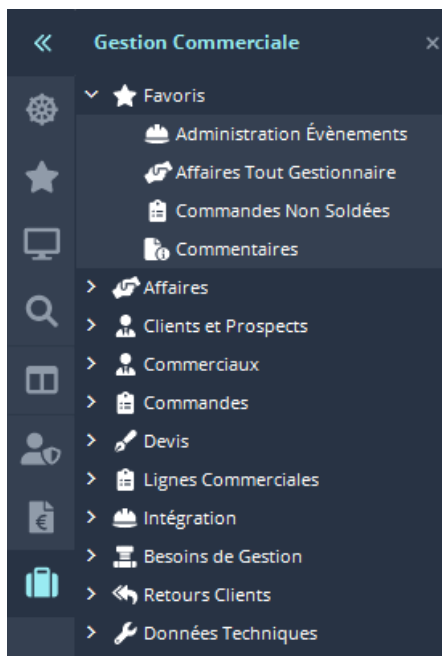 Gestion Commerciale
Favoris
Administration Évènements
Affaires Tout Gestionnaire
Commandes Non Soldées
Commentaires
Affaires
Clients et Prospects
Commerciaux
Commandes
Devis
Lignes Commerciales
Intégration
Besoins de Gestion
Retours Clients
Données Techniques